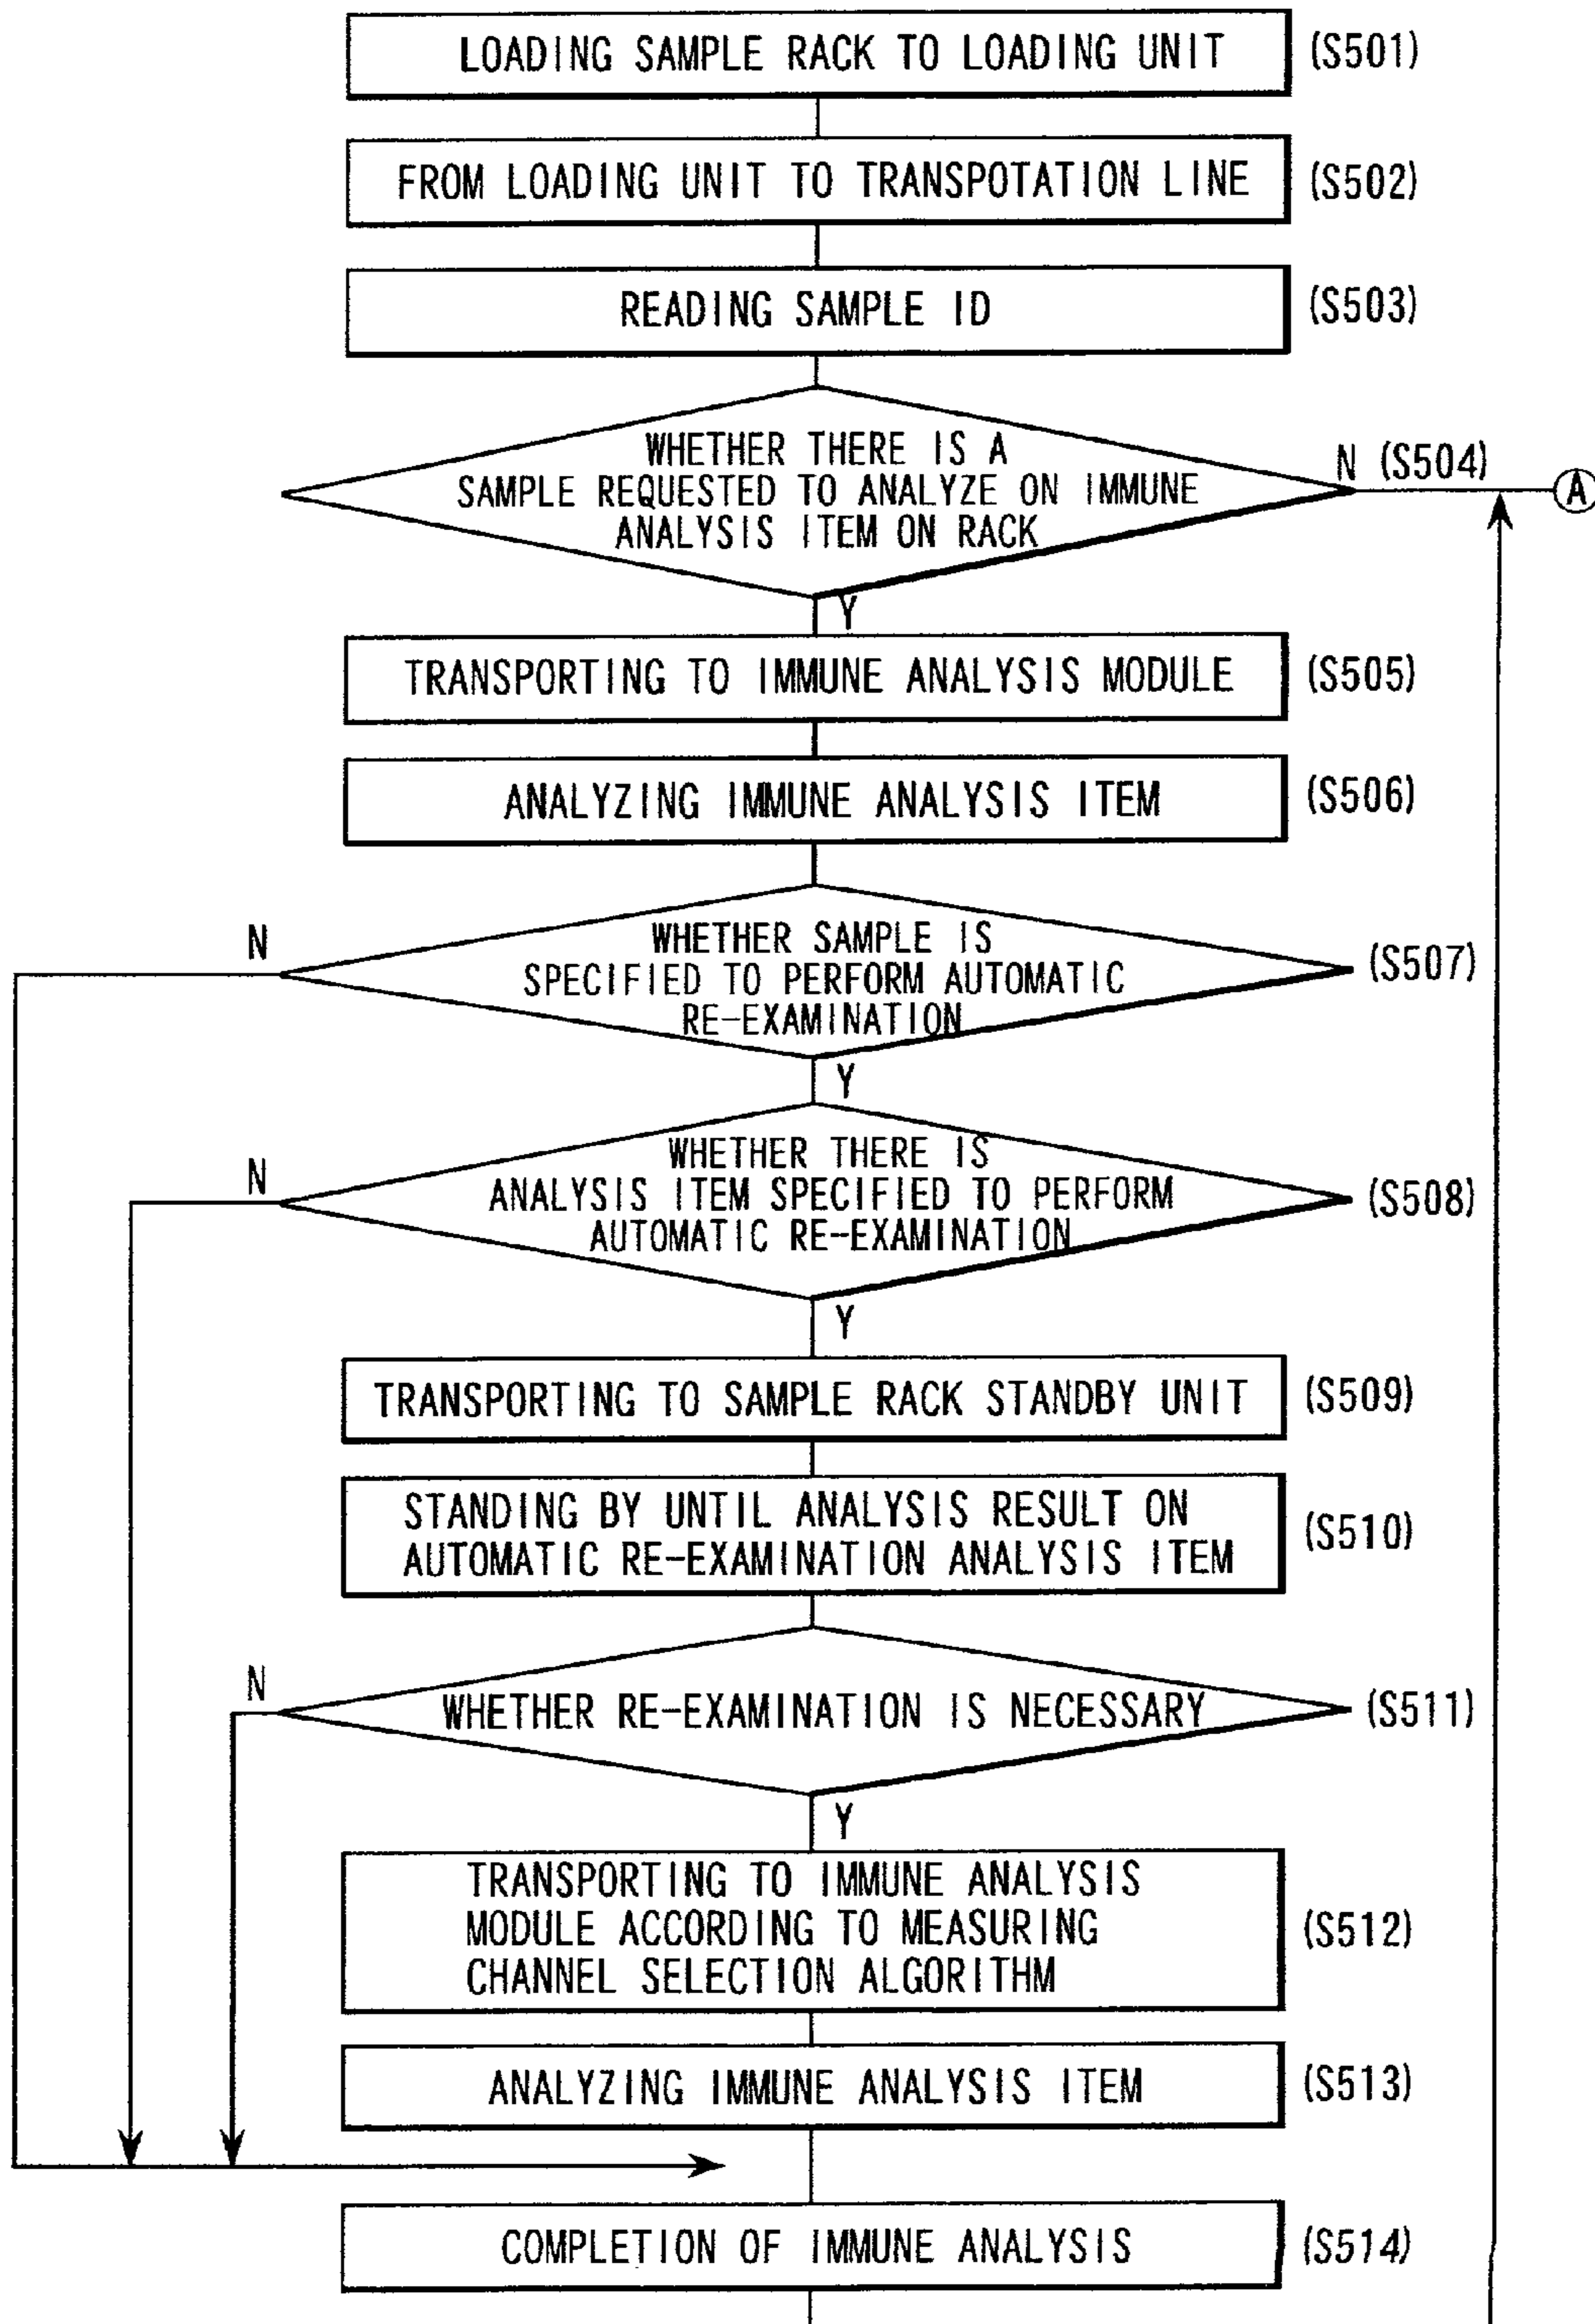 LOADING SAMPLE RACK TO LOADING UNIT (S501)
FROM LOADING UNIT TO TRANSPOTATION LINE (S502)
READING SAMPLE ID (S503)
WHETHER THERE IS A
SAMPLE REQUESTED TO ANALYZE ON IMMUNE
ANALYSIS ITEM ON RACK
N (S504)
A
Y
TRANSPORTING TO IMMUNE ANALYSIS MODULE (S505)
ANALYZING IMMUNE ANALYSIS ITEM (S506)
N
WHETHER SAMPLE IS
SPECIFIED TO PERFORM AUTOMATIC
RE-EXAMINATION
(S507)
Y
N
WHETHER THERE IS
ANALYSIS ITEM SPECIFIED TO PERFORM
AUTOMATIC RE-EXAMINATION
(S508)
Y
TRANSPORTING TO SAMPLE RACK STANDBY UNIT (S509)
STANDING BY UNTIL ANALYSIS RESULT ON
AUTOMATIC RE-EXAMINATION ANALYSIS ITEM
(S510)
N
WHETHER RE-EXAMINATION IS NECESSARY (S511)
Y
TRANSPORTING TO IMMUNE ANALYSIS
MODULE ACCORDING TO MEASURING
CHANNEL SELECTION ALGORITHM
(S512)
ANALYZING IMMUNE ANALYSIS ITEM (S513)
COMPLETION OF IMMUNE ANALYSIS (S514)